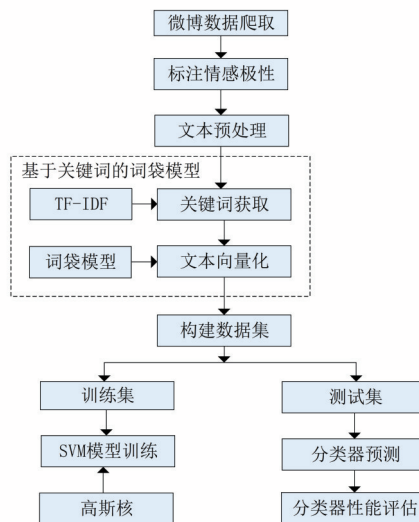 微博数据爬取
标注情感极性
文本预处理
基于关键词的词袋模型
TF-IDF
关键词获取
词袋模型
文本向量化
构建数据集
训练集
测试集
SVM模型训练
分类器预测
高斯核
分类器性能评估